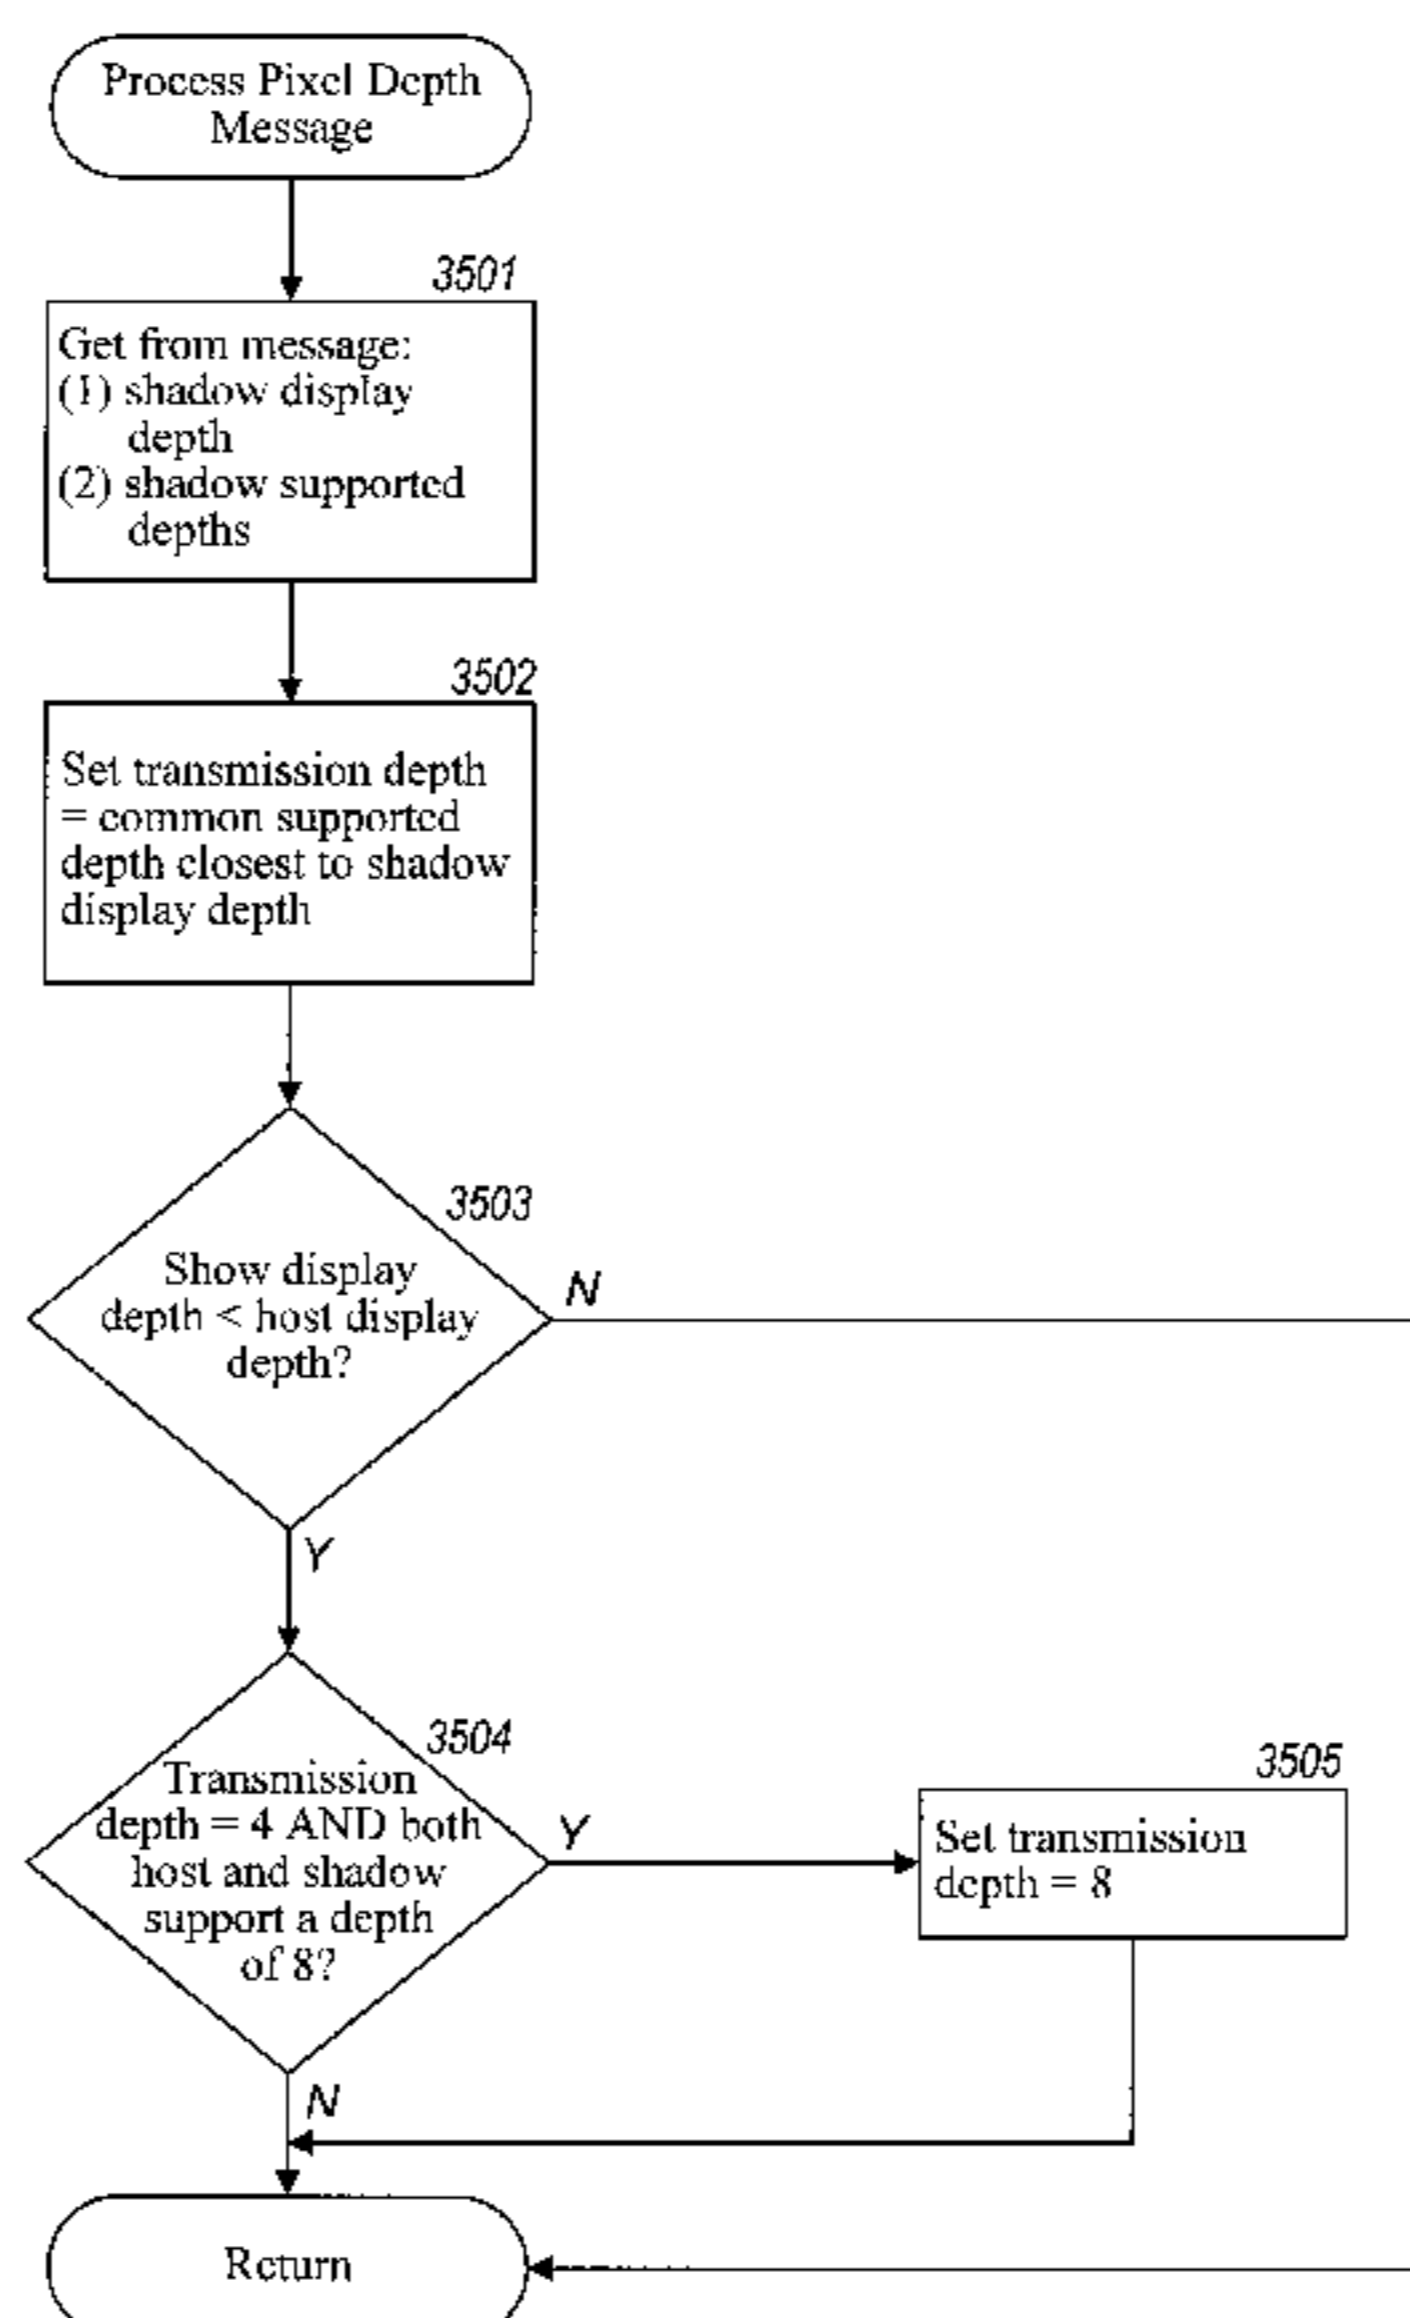 Process Pixel Depth
Message
3501
Get from message:
(1) shadow display
depth
(2) shadow supported
depths
3502
Set transmission depth
= common supported
depth closest to shadow
display depth
3503
Show display
depth < host display
depth?
N
Y
3504
Transmission
depth = 4 AND both
host and shadow
support a depth
of 8?
Y
3505
Set transmission
depth = 8
N
Return